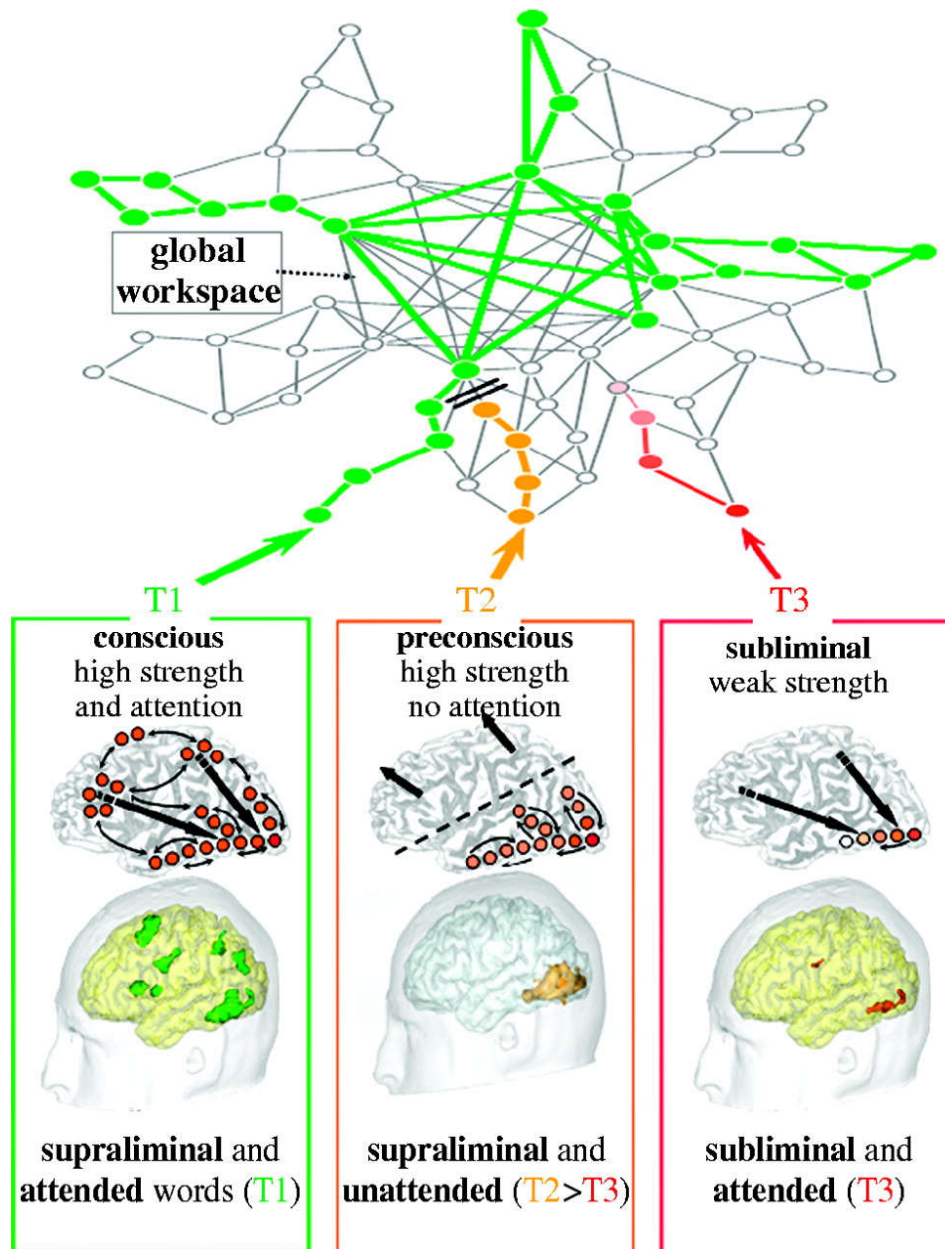 global
workspace
T1
T2
T3
conscious
high strength
and attention
preconscious
high strength
no attention
subliminal
weak strength
supraliminal and
attended words (T1)
supraliminal and
unattended (T2>T3)
subliminal and
attended (T3)